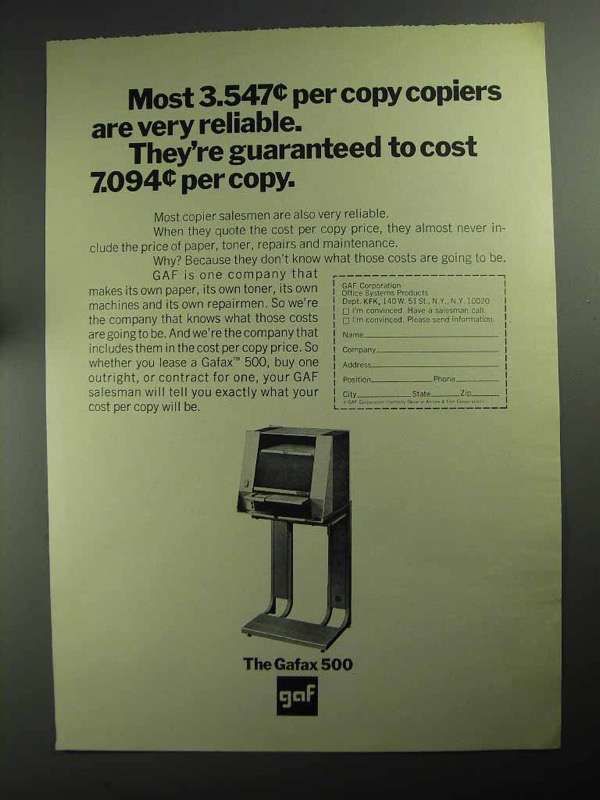 Most 3.547¢ per copy copiers
are very reliable.
They're guaranteed to cost
7.094¢ per copy.
Most copier salesmen are also very reliable.
When they quote the cost per copy price, they almost never in-
clude the price of paper, toner, repairs and maintenance.
Why? Because they don't know what those costs are going to be.
GAF is one company that
makes its own paper, its own toner, its own
machines and its own repairmen. So we're
the company that knows what those costs
are going to be. And we're the company that
includes them in the cost per copy price. So
whether you lease a Gafax™ 500, buy one
outright, or contract for one, your GAF
salesman will tell you exactly what your
cost per copy will be.
GAF Corporation
Office Systems Products
Dept. KFK, 140 W. 51 St., N.Y., N.Y. 10020
I'm convinced. Have a salesman call.
I'm convinced. Please send information.
Name
Company
Address
Position Phone
City State Zip
GAF Corporation formerly General Aniline & Film Corporation
The Gafax 500
gaf